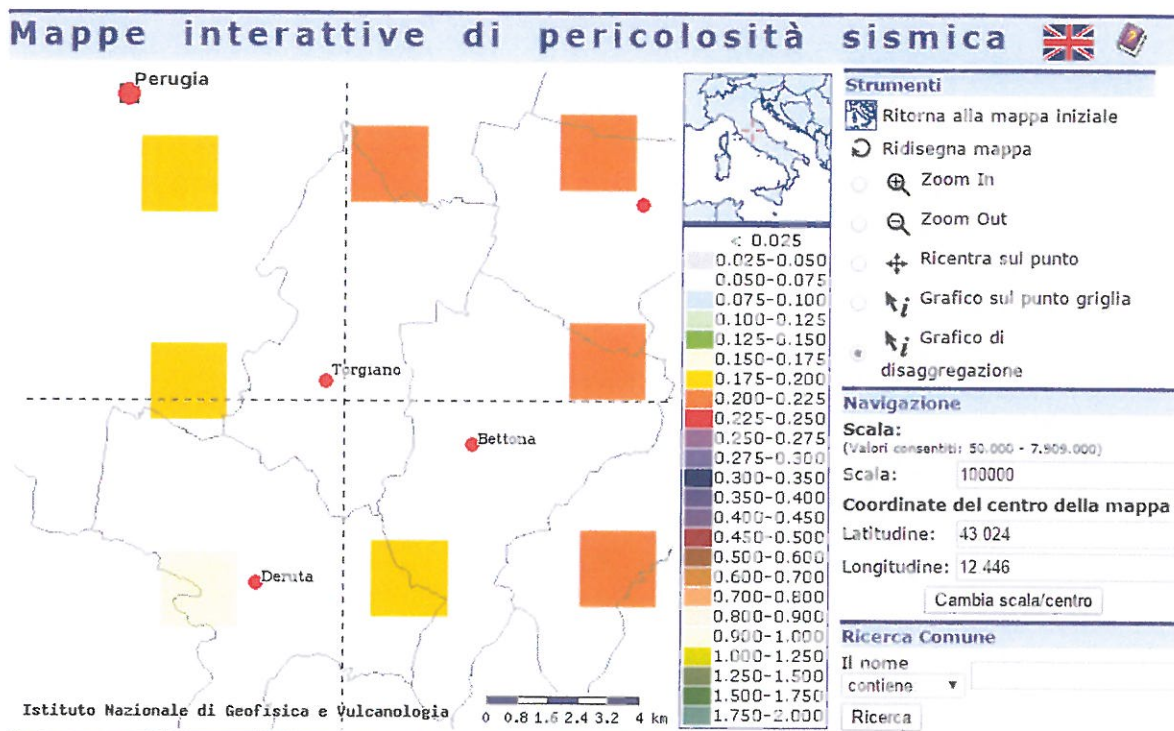 Mappe interattive di pericolosità sismica
Perugia
Torgiano
Bettona
Deruta
Istituto Nazionale di Geofisica e Vulcanologia
0 0.8 1.6 2.4 3.2 4 km
< 0.025
0.025-0.050
0.050-0.075
0.075-0.100
0.100-0.125
0.125-0.150
0.150-0.175
0.175-0.200
0.200-0.225
0.225-0.250
0.250-0.275
0.275-0.300
0.300-0.350
0.350-0.400
0.400-0.450
0.450-0.500
0.500-0.600
0.600-0.700
0.700-0.800
0.800-0.900
0.900-1.000
1.000-1.250
1.250-1.500
1.500-1.750
1.750-2.000
Strumenti
Ritorna alla mappa iniziale
Ridisegna mappa
Zoom In
Zoom Out
Ricentra sul punto
Grafico sul punto griglia
Grafico di
disaggregazione
Navigazione
Scala:
(Valori consentiti: 50.000 - 7.909.000)
Scala: 100000
Coordinate del centro della mappa
Latitudine: 43 024
Longitudine: 12 446
Cambia scala/centro
Ricerca Comune
Il nome
contiene
Ricerca